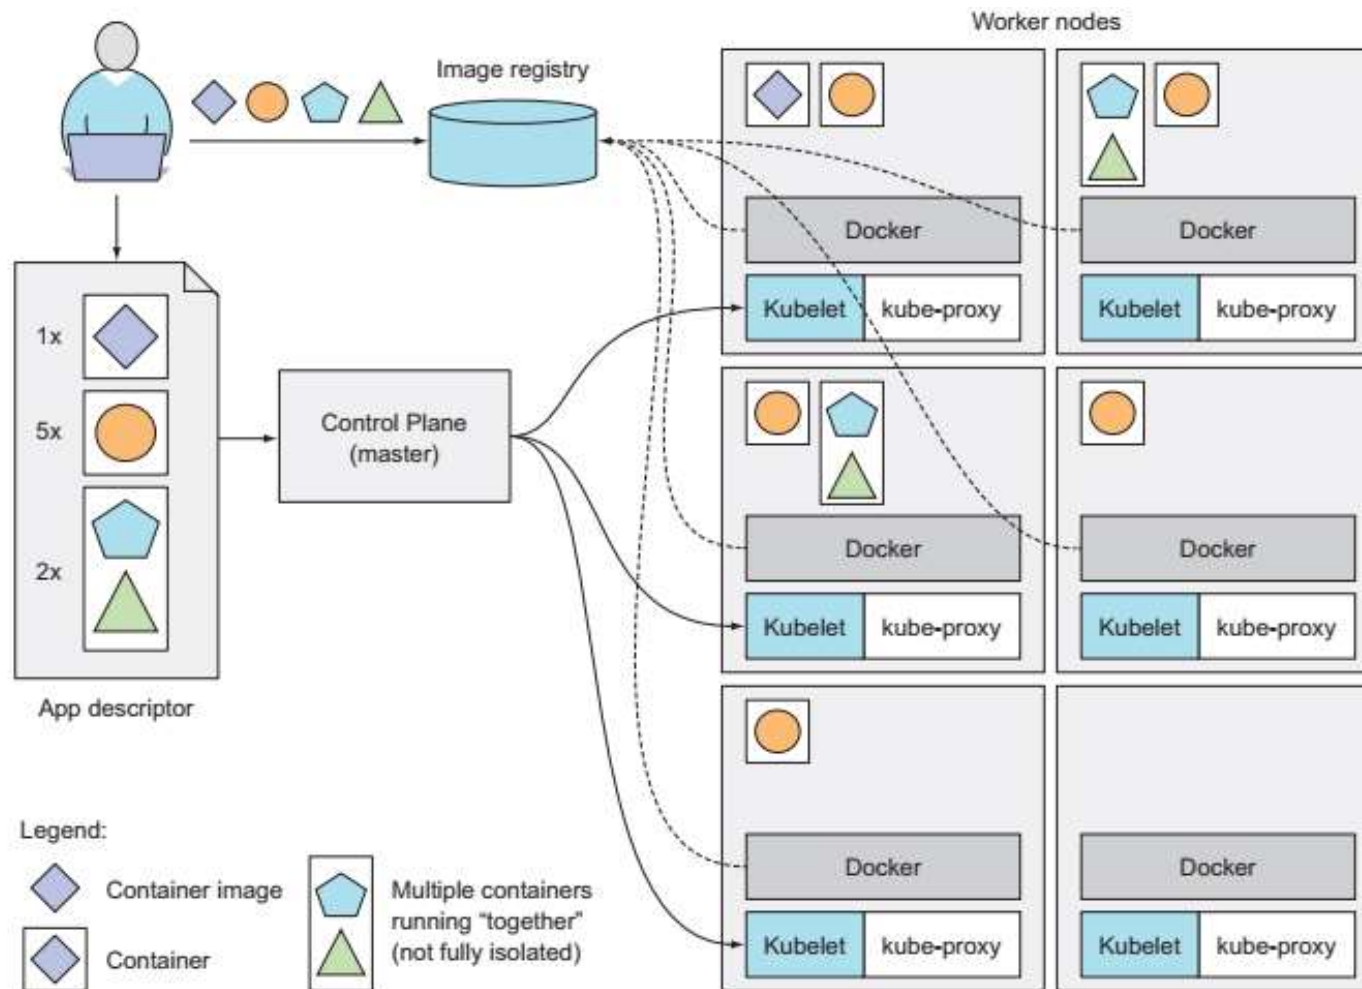 Worker nodes
Image registry
Docker
Docker
Kubelet
kube-proxy
Kubelet
kube-proxy
1x
5x
2x
App descriptor
Control Plane
(master)
Docker
Docker
Kubelet
kube-proxy
Kubelet
kube-proxy
Docker
Docker
Kubelet
kube-proxy
Kubelet
kube-proxy
Legend:
Container image
Container
Multiple containers
running “together”
(not fully isolated)